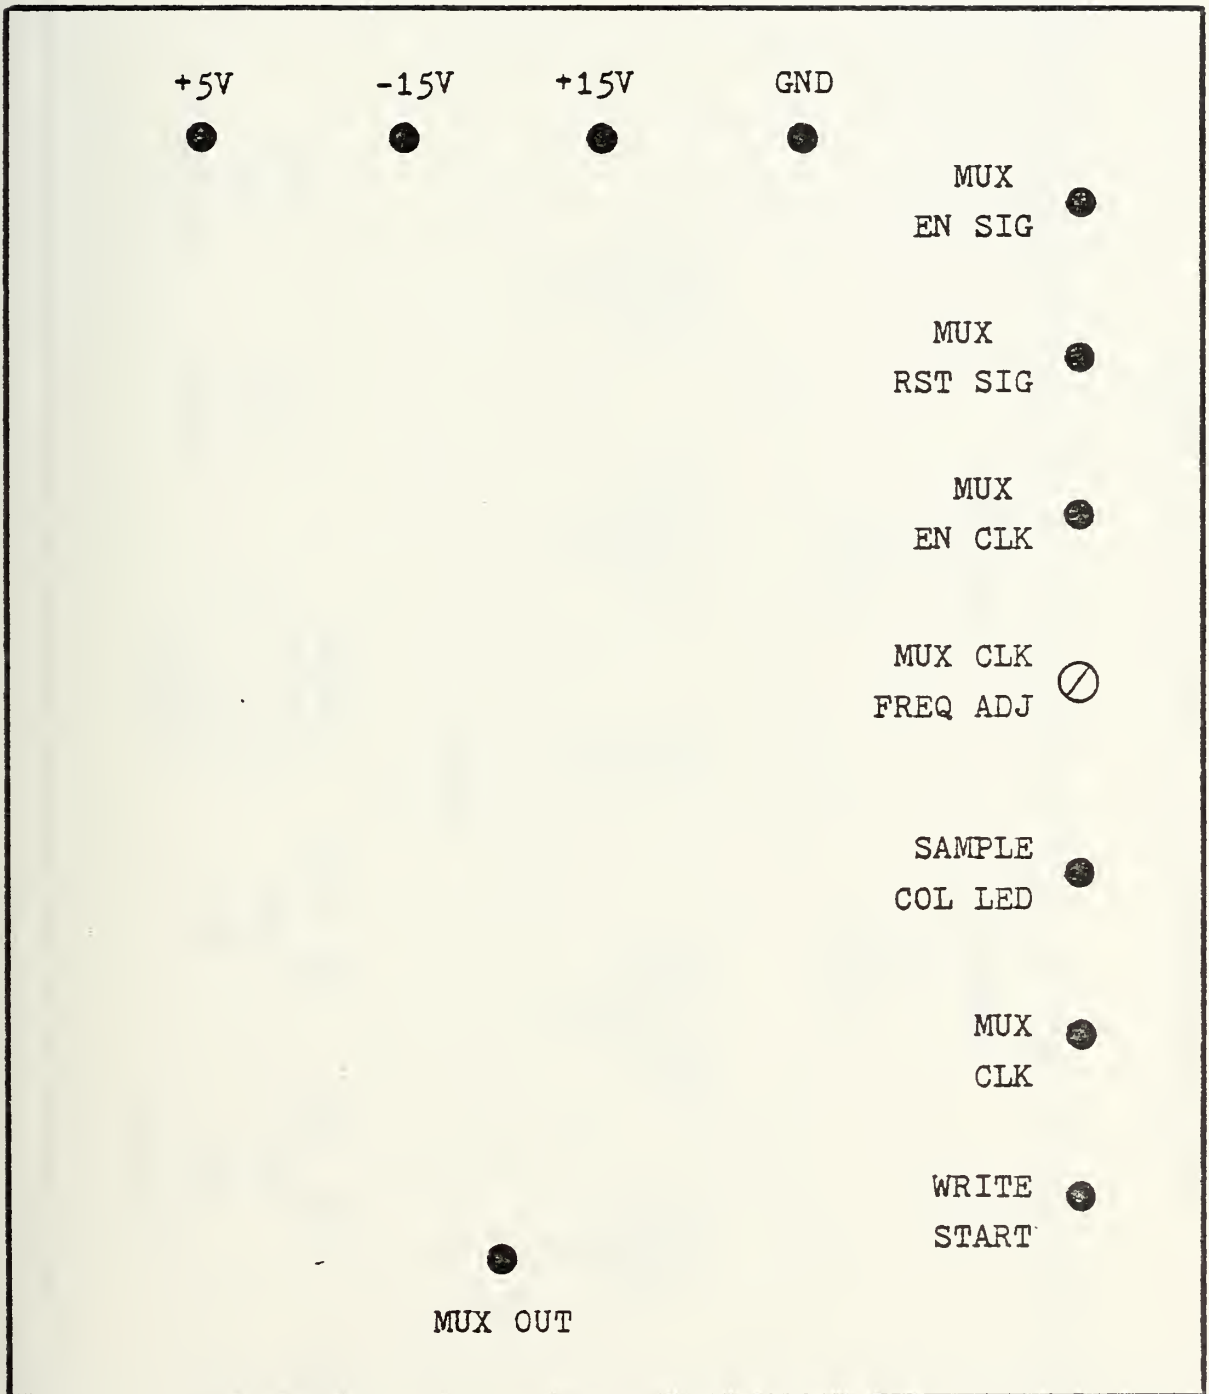 +5V -15V +15V GND
MUX
EN SIG
MUX
RST SIG
MUX
EN CLK
MUX CLK
FREQ ADJ
SAMPLE
COL LED
MUX
CLK
WRITE
START
MUX OUT